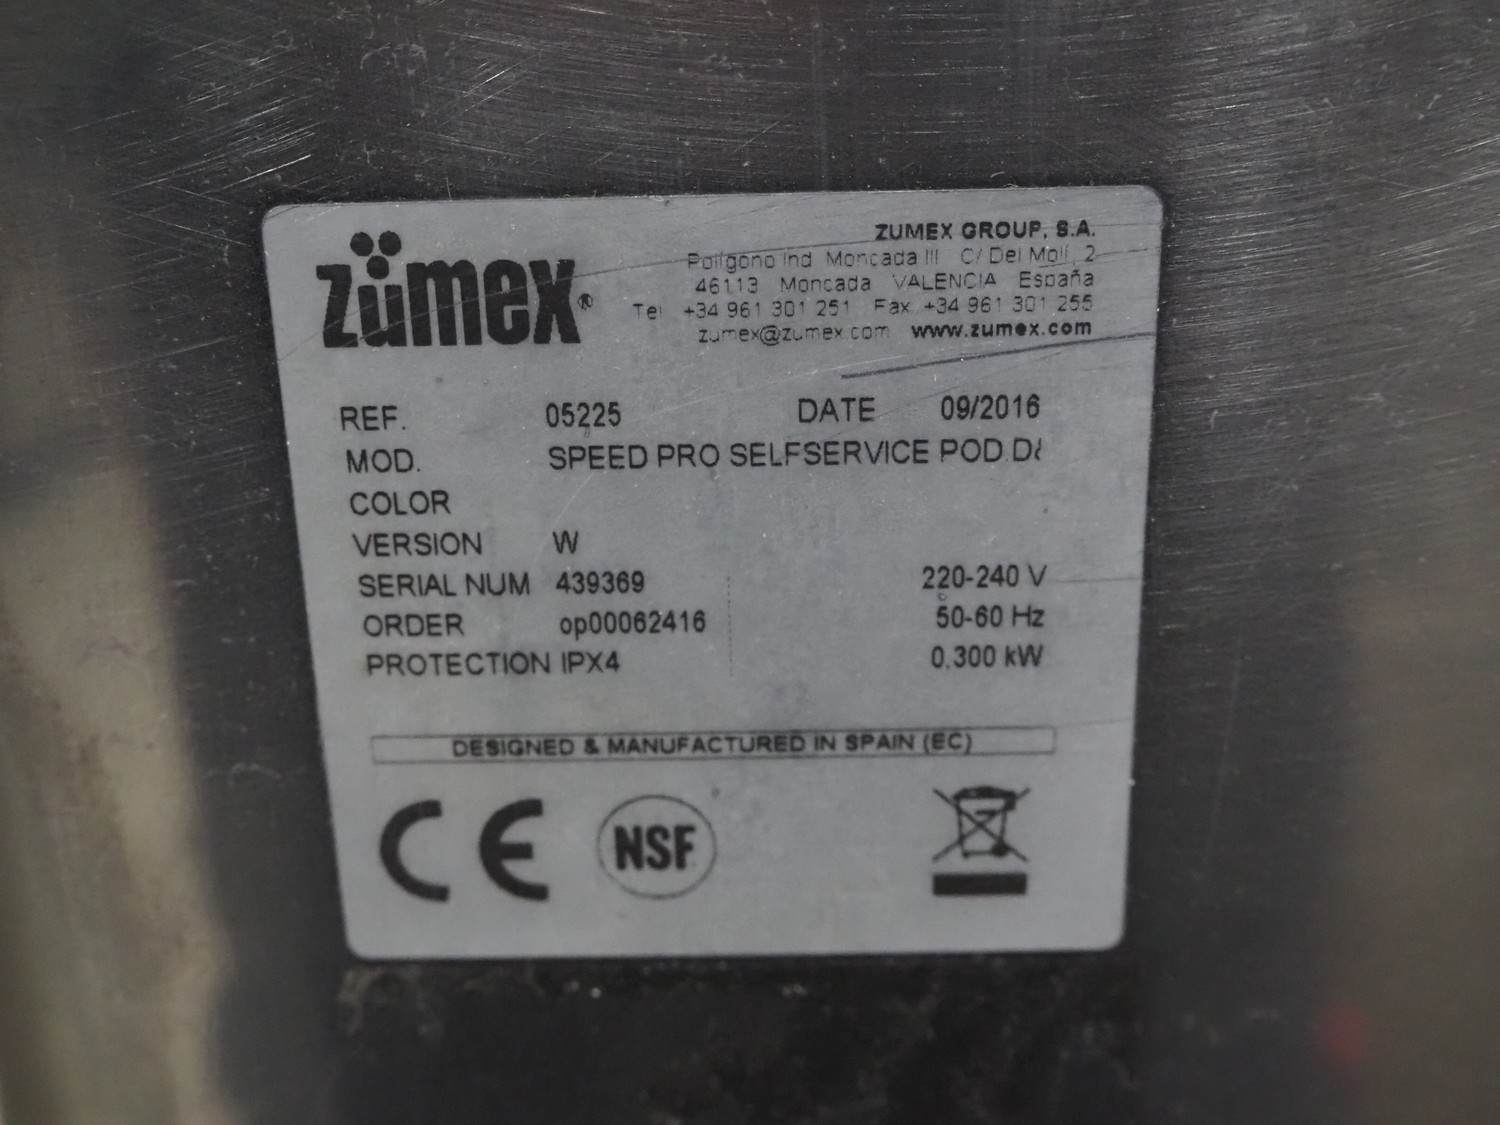 zümex®
ZUMEX GROUP, S.A.
Polígono Ind Moncada III C/ Del Molí, 2
46113 Moncada VALENCIA España
Tel +34 961 301 251 Fax +34 961 301 255
zumex@zumex.com www.zumex.com
REF. 05225 DATE 09/2016
MOD. SPEED PRO SELFSERVICE POD
COLOR
VERSION W
SERIAL NUM 439369 220-240 V
ORDER op00062416 50-60 Hz
PROTECTION IPX4 0.300 kW
DESIGNED & MANUFACTURED IN SPAIN (EC)
CE NSF